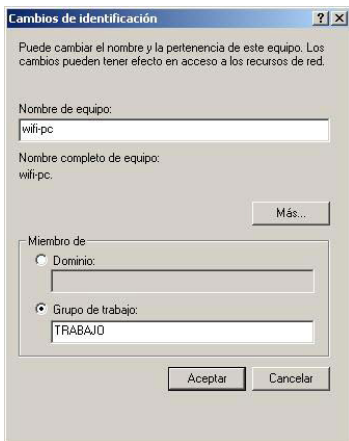 Cambios de identificación
Puede cambiar el nombre y la pertenencia de este equipo. Los
cambios pueden tener efecto en acceso a los recursos de red.
Nombre de equipo:
wifi-pc
Nombre completo de equipo:
wifi-pc.
Más...
Miembro de
Dominio:
Grupo de trabajo:
TRABAJO
Aceptar Cancelar